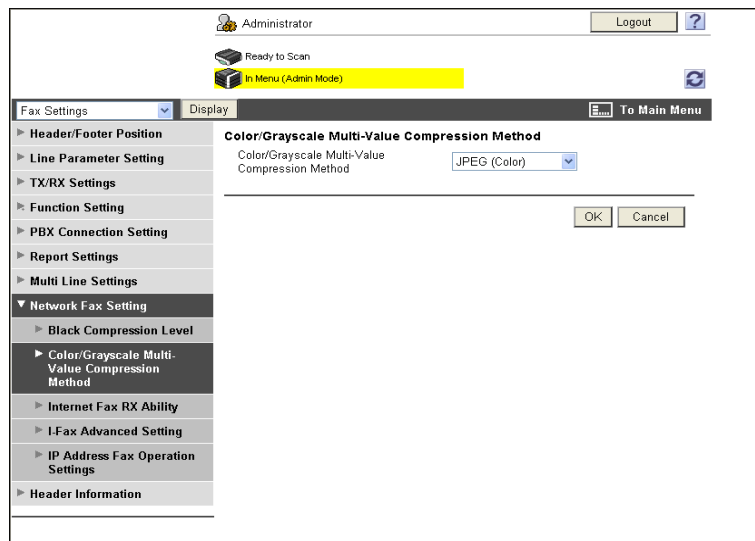 Administrator
Logout
?
Ready to Scan
In Menu (Admin Mode)
Fax Settings
Display
To Main Menu
Header/Footer Position
Line Parameter Setting
TX/RX Settings
Function Setting
PBX Connection Setting
Report Settings
Multi Line Settings
Network Fax Setting
Black Compression Level
Color/Grayscale Multi-
Value Compression
Method
Internet Fax RX Ability
I-Fax Advanced Setting
IP Address Fax Operation
Settings
Header Information
Color/Grayscale Multi-Value Compression Method
Color/Grayscale Multi-Value
Compression Method
JPEG (Color)
OK
Cancel